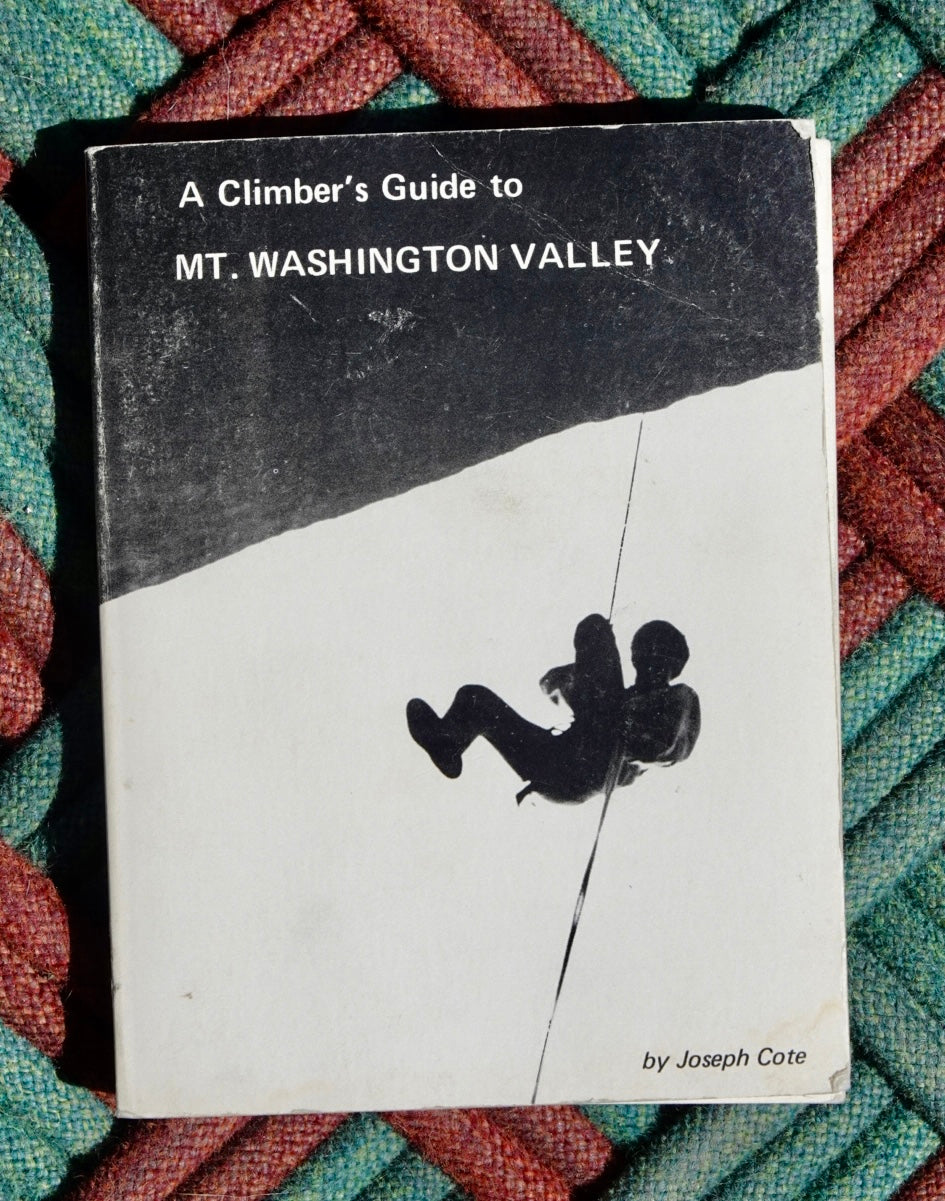 A Climber's Guide to
MT. WASHINGTON VALLEY
by Joseph Cote